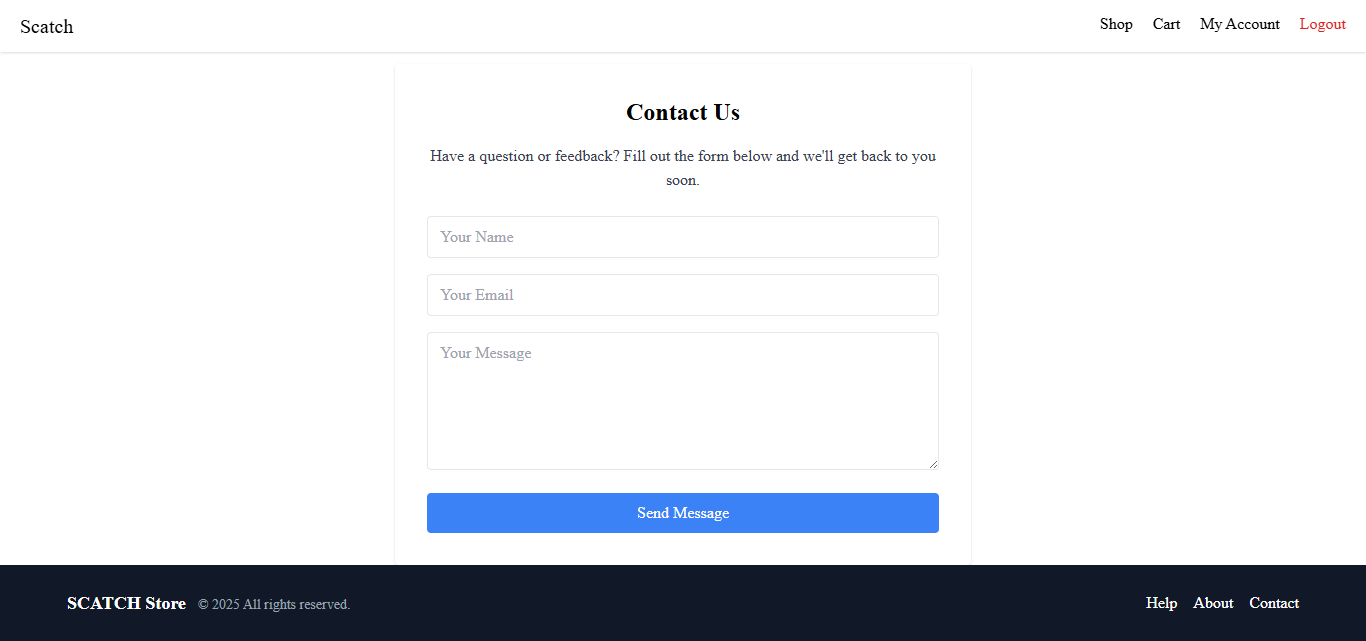 Scatch
Shop Cart My Account Logout
Contact Us
Have a question or feedback? Fill out the form below and we'll get back to you
soon.
Your Name
Your Email
Your Message
Send Message
SCATCH Store © 2025 All rights reserved.
Help About Contact